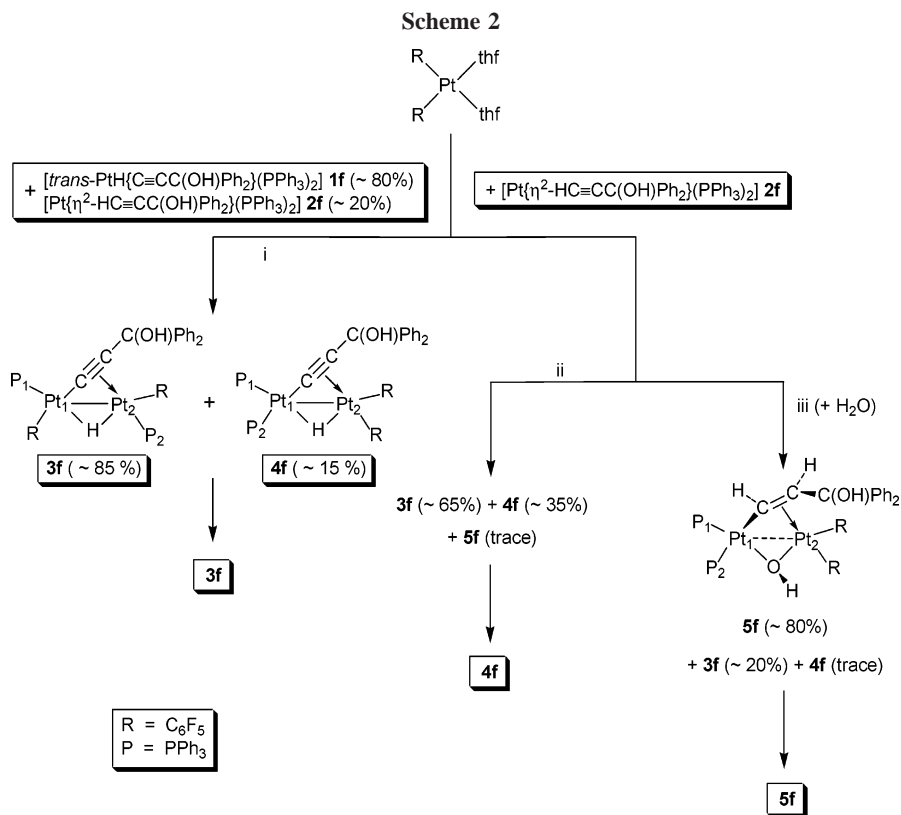 Scheme 2
R thf
Pt
R thf
+ [trans-PtH{C≡CC(OH)Ph₂}(PPh₃)₂] 1f (~ 80%)
[Pt{η²-HC≡CC(OH)Ph₂}(PPh₃)₂] 2f (~ 20%)
+ [Pt{η²-HC≡CC(OH)Ph₂}(PPh₃)₂] 2f
i
C(OH)Ph₂
C
C
P₁ R
Pt₁ Pt₂
R H P₂
3f ( ~ 85 %)
+
C(OH)Ph₂
C
C
P₁ R
Pt₁ Pt₂
P₂ H R
4f ( ~ 15 %)
3f
ii
3f (~ 65%) + 4f (~ 35%)
+ 5f (trace)
4f
iii (+ H₂O)
H
H C C(OH)Ph₂
C
P₁ R
Pt₁ Pt₂
P₂ O R
H
5f (~ 80%)
+ 3f (~ 20%) + 4f (trace)
5f
R = C₆F₅
P = PPh₃